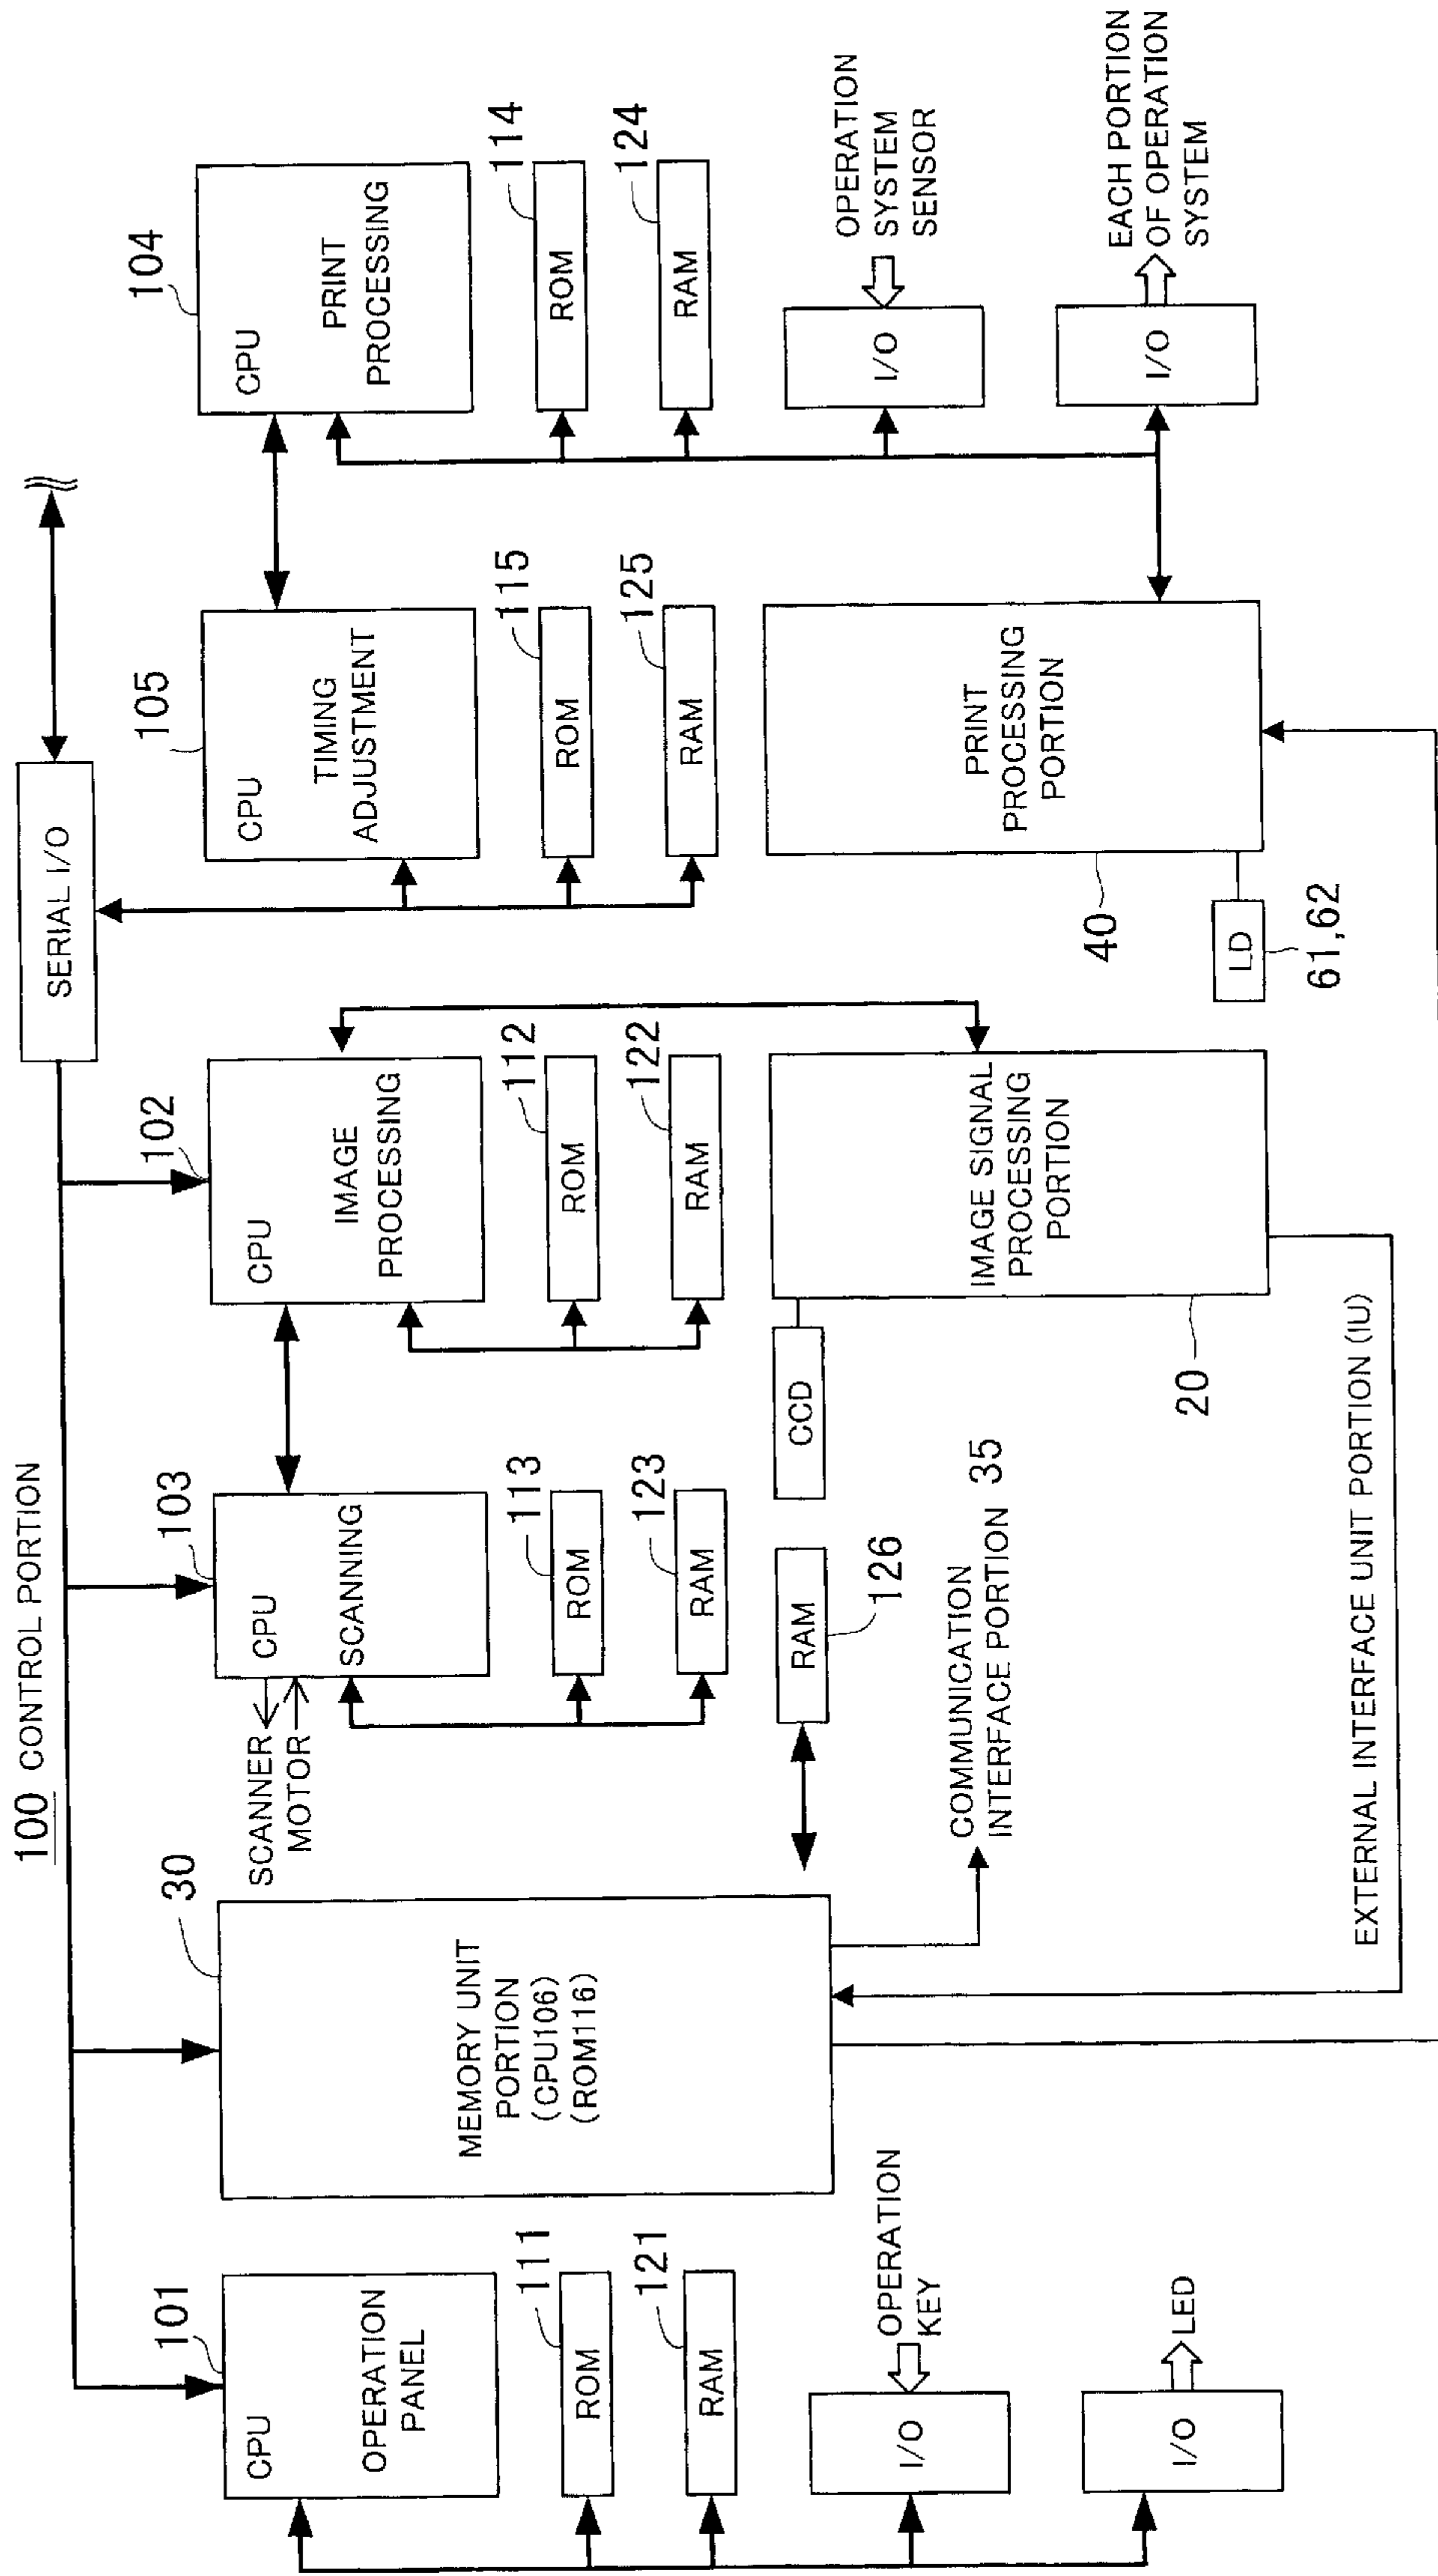 100 CONTROL PORTION
SERIAL I/O
101
CPU
OPERATION
PANEL
111
ROM
121
RAM
I/O
OPERATION
KEY
I/O
LED
30
MEMORY UNIT
PORTION
(CPU106)
(ROM116)
SCANNER
MOTOR
103
CPU
SCANNING
113
ROM
123
RAM
RAM
126
COMMUNICATION
INTERFACE PORTION 35
102
CPU
IMAGE
PROCESSING
112
ROM
122
RAM
CCD
IMAGE SIGNAL
PROCESSING
PORTION
20
EXTERNAL INTERFACE UNIT PORTION (IU)
105
CPU
TIMING
ADJUSTMENT
115
ROM
125
RAM
PRINT
PROCESSING
PORTION
40
LD
61,62
104
CPU
PRINT
PROCESSING
114
ROM
124
RAM
I/O
OPERATION
SYSTEM
SENSOR
I/O
EACH PORTION
OF OPERATION
SYSTEM